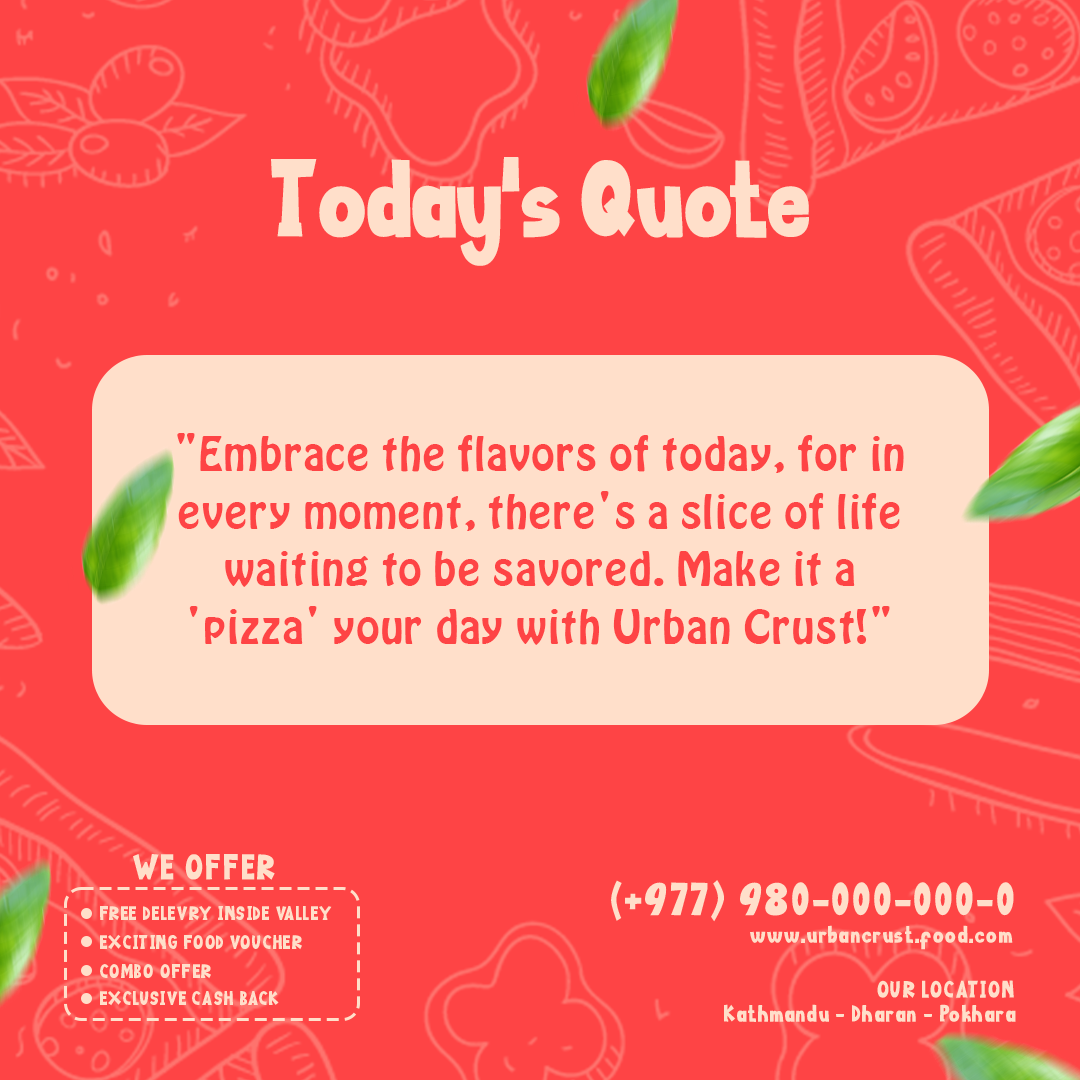 Today's Quote
"Embrace the flavors of today, for in
every moment, there's a slice of life
waiting to be savored. Make it a
'pizza' your day with Urban Crust!"
WE OFFER
FREE DELEVRY INSIDE VALLEY
EXCITING FOOD VOUCHER
COMBO OFFER
EXCLUSIVE CASH BACK
(+977) 980-000-000-0
www.urbancrust.food.com
OUR LOCATION
Kathmandu - Dharan - Pokhara